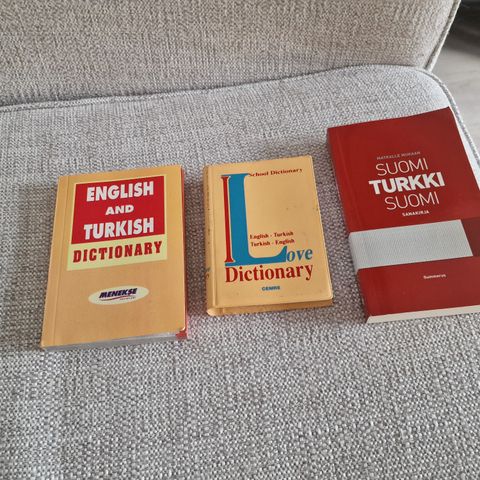 ENGLISH
AND
TURKISH
DICTIONARY
MENEKŞE
School Dictionary
English - Turkish
Turkish - English
Love
Dictionary
CEMRE
MATKALLE MUKAAN
SUOMI
TURKKI
SUOMI
SANAKIRJA
Gummerus